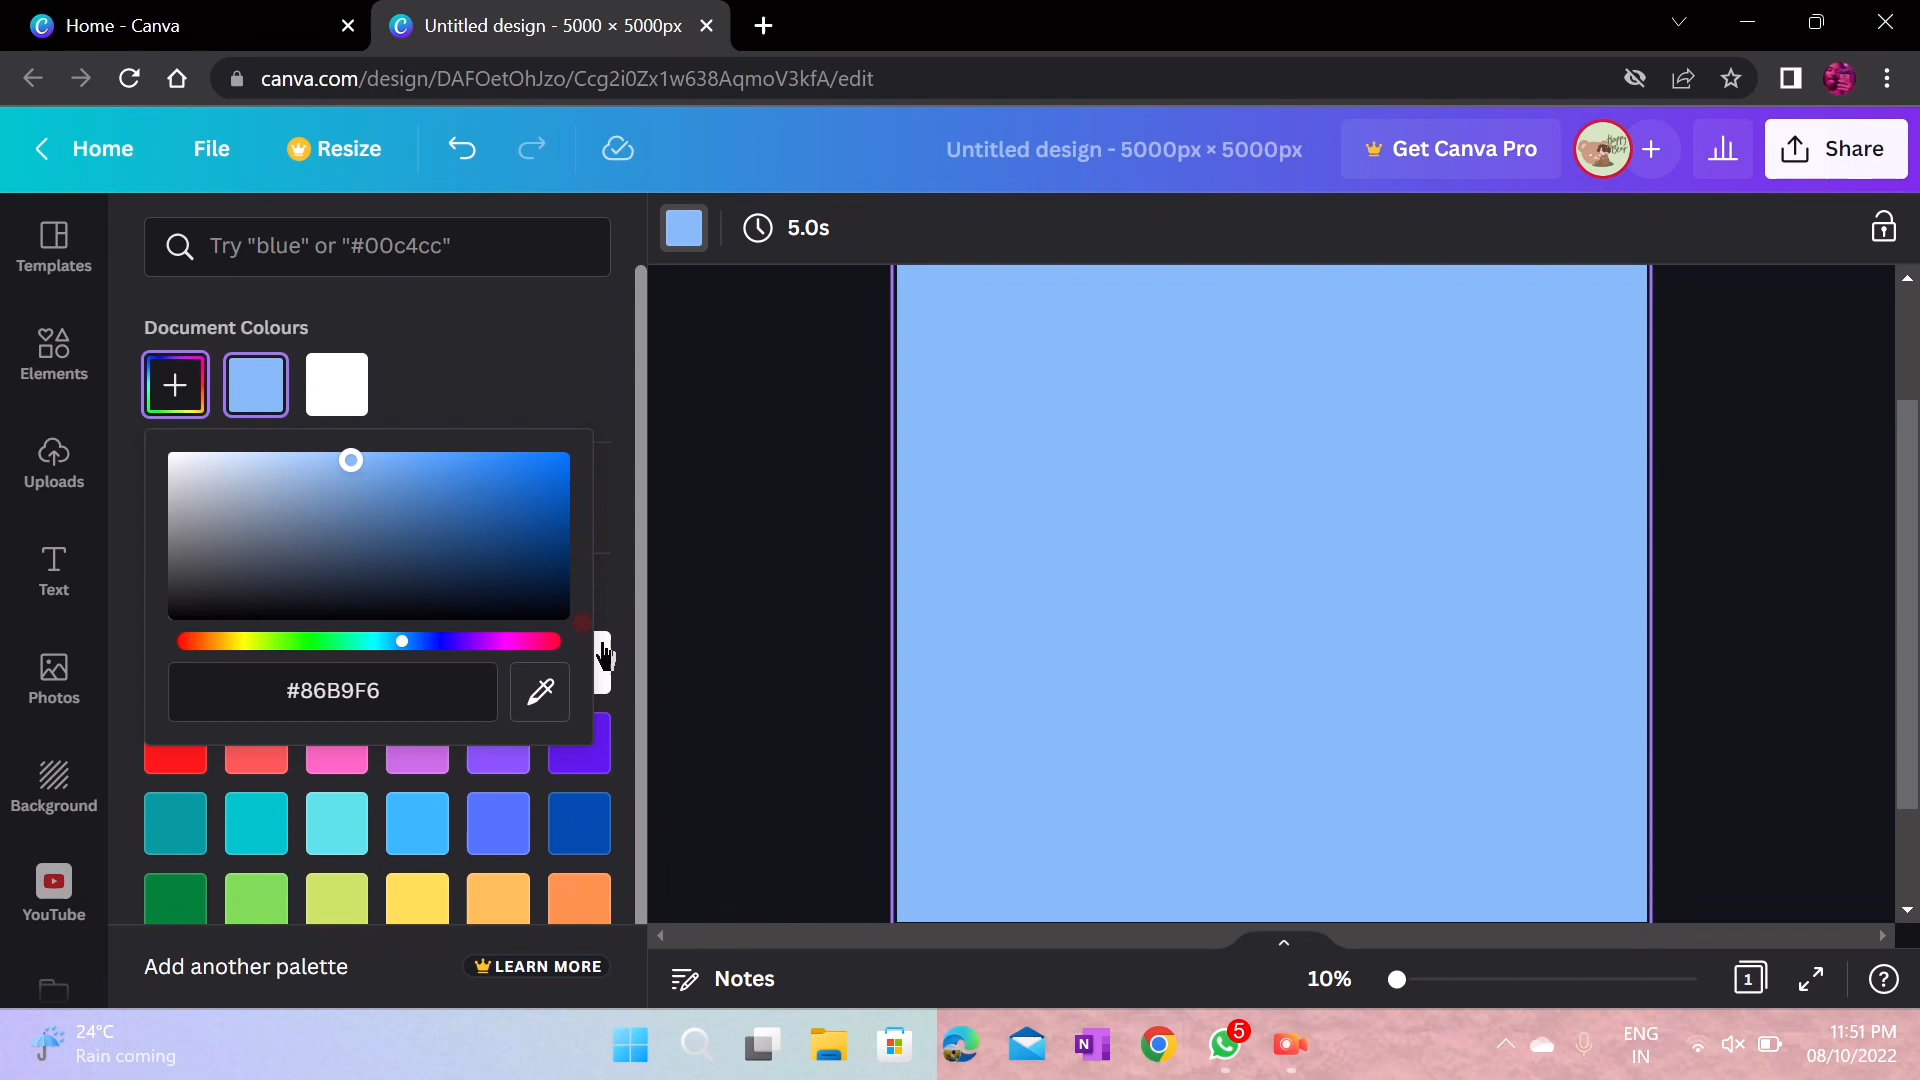 Home - Canva
Untitled design - 5000 × 5000px
canva.com/design/DAFOetOhJzo/Ccg2i0Zx1w638AqmoV3kfA/edit
Home
File
Resize
Untitled design - 5000px × 5000px
Get Canva Pro
Share
Templates
Elements
Uploads
Text
Photos
Background
YouTube
Try "blue" or "#00c4cc"
5.0s
Document Colours
#86B9F6
Add another palette
LEARN MORE
Notes
10%
1
24°C
Rain coming
N
5
ENG
IN
11:51 PM
08/10/2022